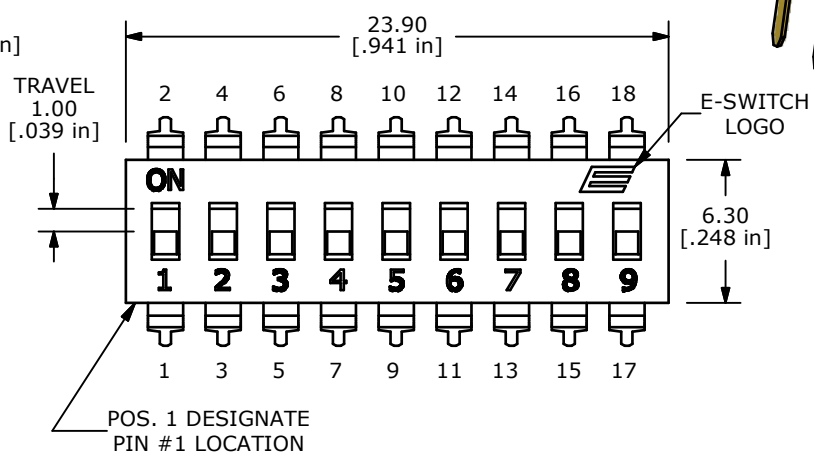 23.90
[.941 in]
in]
TRAVEL
1.00
[.039 in]
2 4 6 8 10 12 14 16 18
E-SWITCH
LOGO
ON
6.30
[.248 in]
1 2 3 4 5 6 7 8 9
1 3 5 7 9 11 13 15 17
POS. 1 DESIGNATE
PIN #1 LOCATION